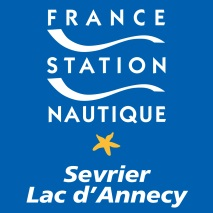 FRANCE
STATION
NAUTIQUE
Sevrier
Lac d'Annecy